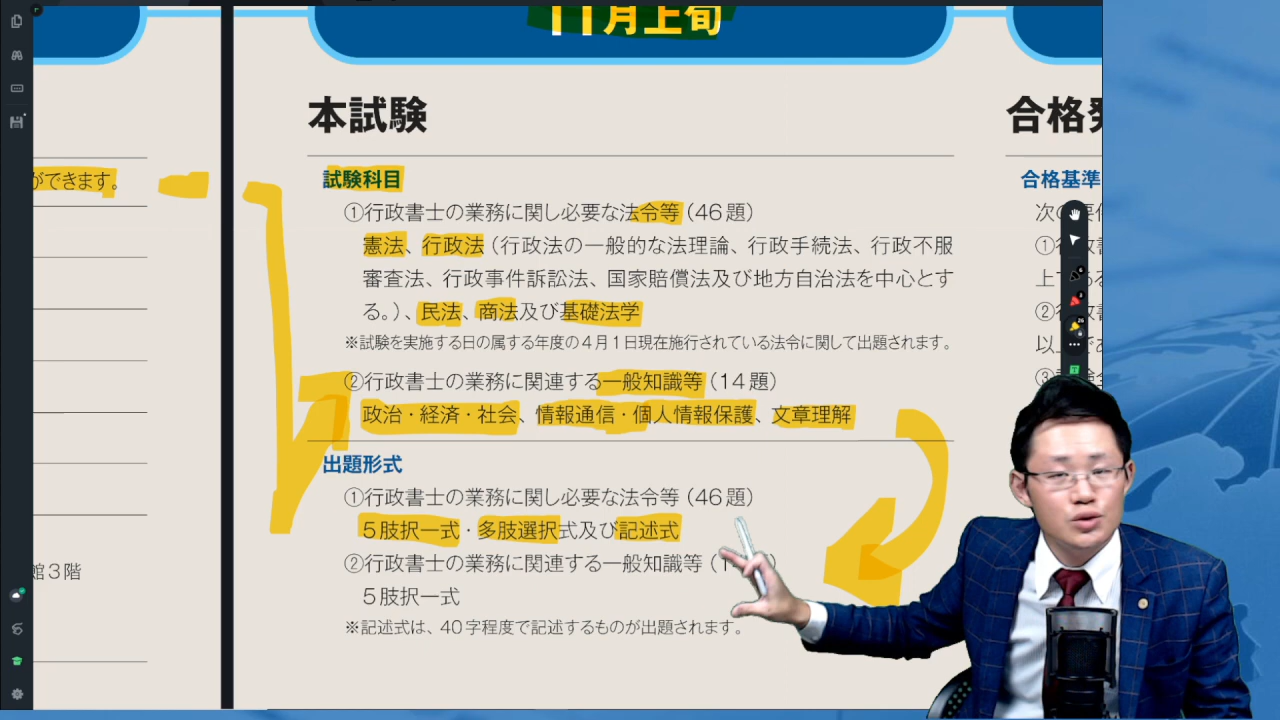 11月上旬
本試験
ができます。
館3階
試験科目
①行政書士の業務に関し必要な法令等（46題）
憲法、行政法（行政法の一般的な法理論、行政手続法、行政不服
審査法、行政事件訴訟法、国家賠償法及び地方自治法を中心とす
る。）、民法、商法及び基礎法学
※試験を実施する日の属する年度の4月1日現在施行されている法令に関して出題されます。
②行政書士の業務に関連する一般知識等（14題）
政治・経済・社会、情報通信・個人情報保護、文章理解
出題形式
①行政書士の業務に関し必要な法令等（46題）
5肢択一式・多肢選択式及び記述式
②行政書士の業務に関連する一般知識等（1
5肢択一式
※記述式は、40字程度で記述するものが出題されます。
合格
合格基準
次の
①
上
②
以
③